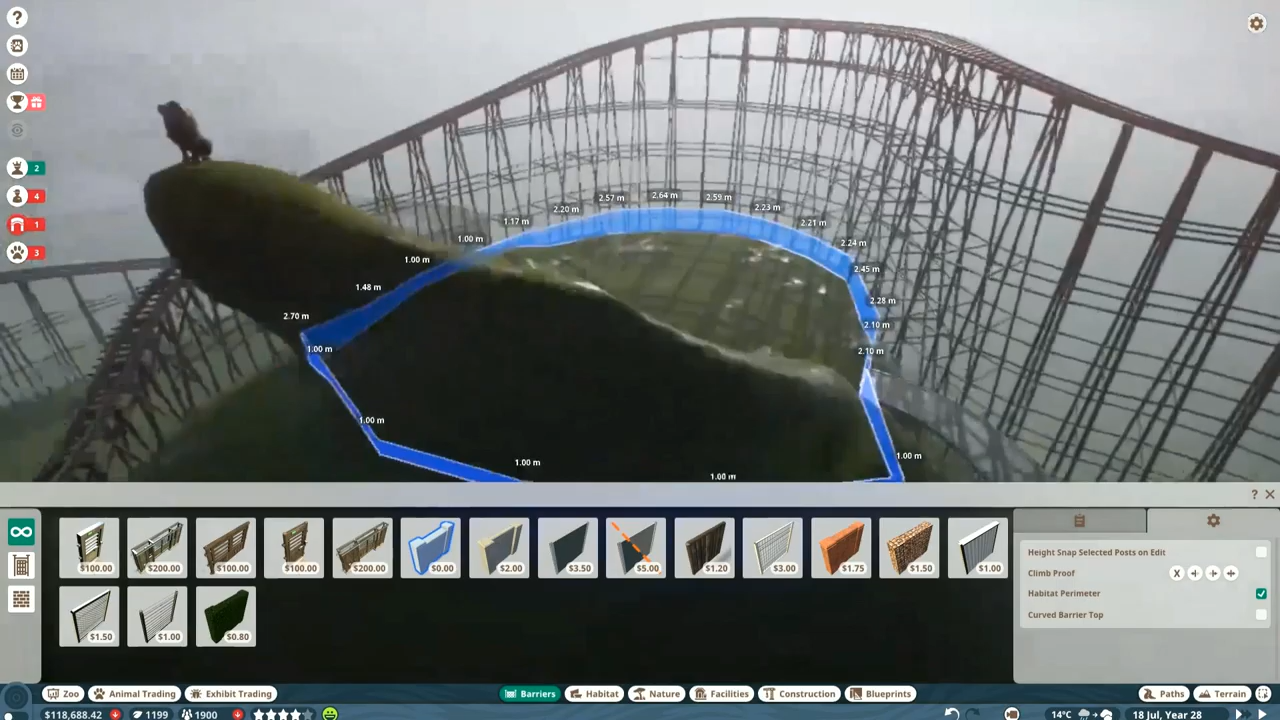 2
4
1
3
2.57 m
2.64 m
2.59 m
2.20 m
2.23 m
1.17 m
2.21 m
1.00 m
2.24 m
1.00 m
2.45 m
1.48 m
2.28 m
2.70 m
2.10 m
1.00 m
2.10 m
1.00 m
1.00 m
1.00 m
1.00 m
? X
$100.00 $200.00 $100.00 $100.00 $200.00 $0.00 $2.00 $3.50 $5.00 $1.20 $3.00 $1.75 $1.50 $1.00
$1.50 $1.00 $0.80
Height Snap Selected Posts on Edit
Climb Proof X
Habitat Perimeter
Curved Barrier Top
Zoo Animal Trading Exhibit Trading Barriers Habitat Nature Facilities Construction Blueprints Paths Terrain
$118,688.42 1199 1900 14°C 18 Jul, Year 28